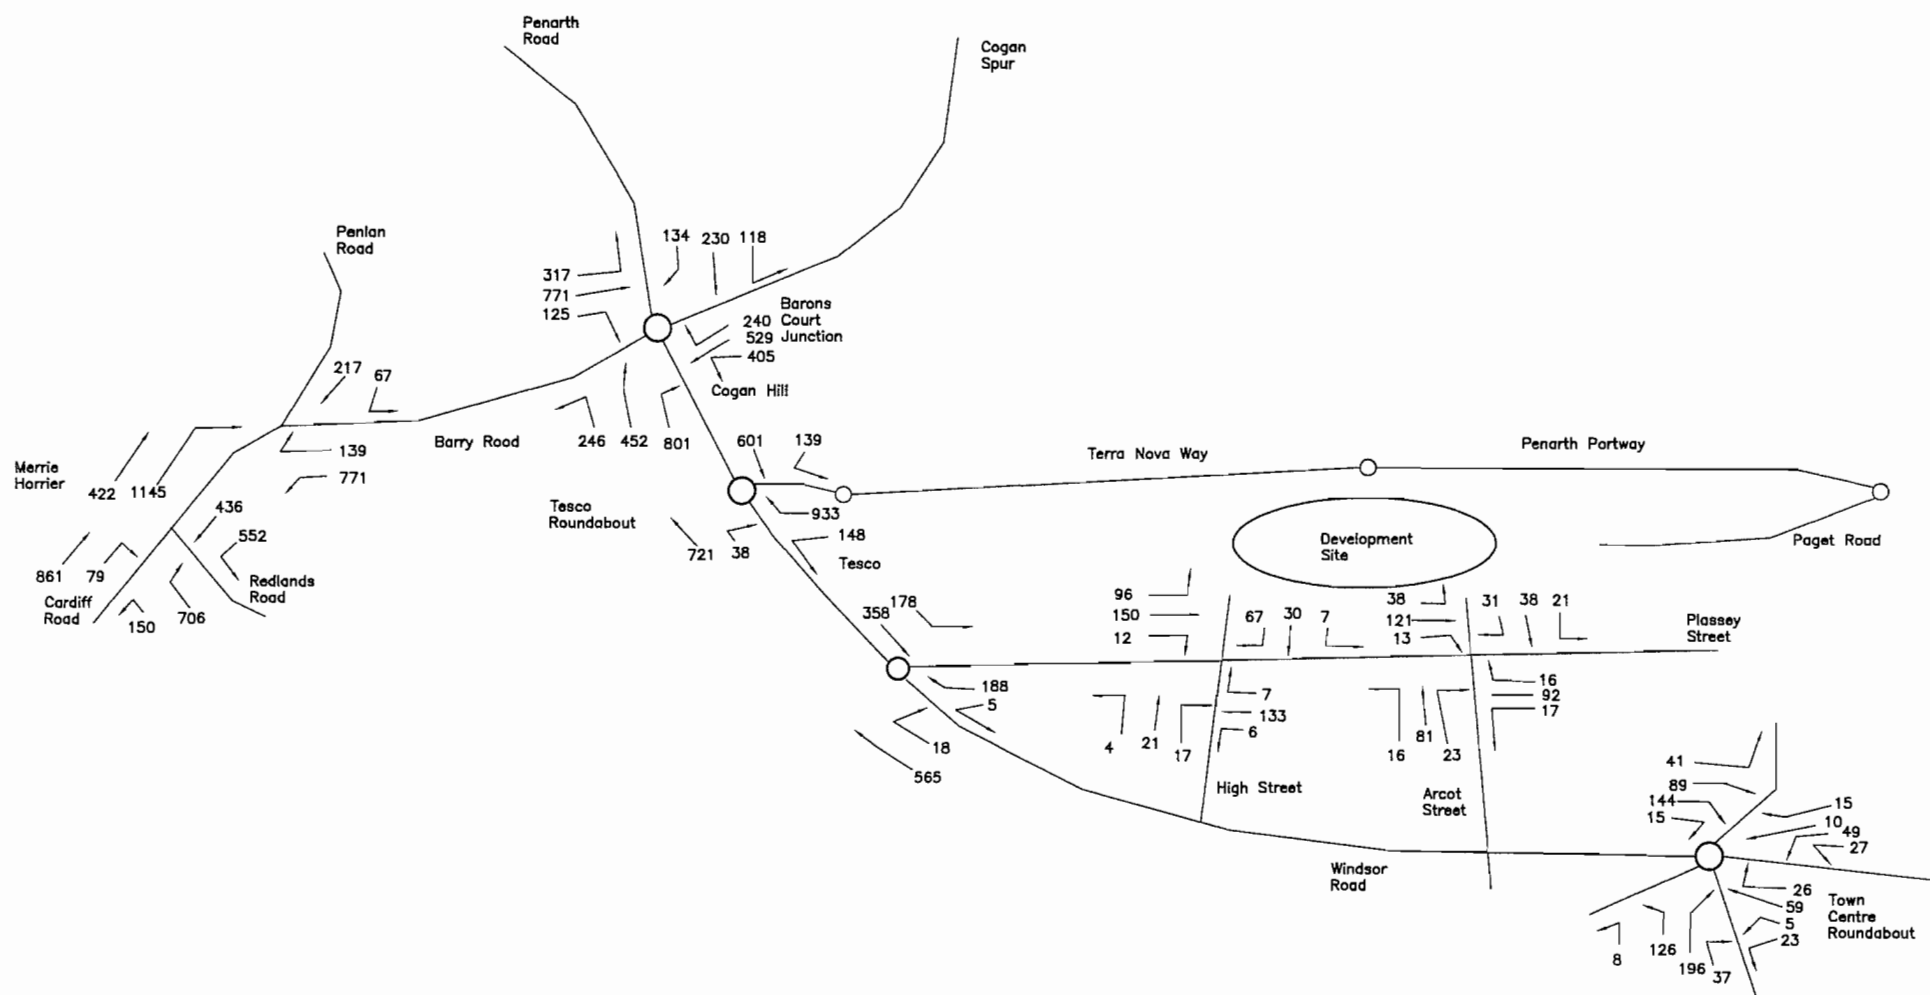 Penarth
Road
Cogan
Spur
Penlan
Road
134
230
118
317
771
125
Barons
Court
Junction
240
529
405
Cogan Hill
217
67
Barry Road
246
452
801
139
771
Merrie
Horrier
422
1145
436
552
861
79
Cardiff
Road
150
706
Redlands
Road
601
139
Terra Nova Way
Penarth Portway
Tesco
Roundabout
933
721
38
148
Tesco
Development
Site
Paget Road
358
178
96
150
12
67
30
7
38
121
13
31
38
21
Plassey
Street
188
5
18
565
4
21
17
7
133
6
16
81
23
16
92
17
High Street
Arcot
Street
Windsor
Road
41
89
144
15
15
10
49
27
26
59
5
23
Town
Centre
Roundabout
8
126
196
37